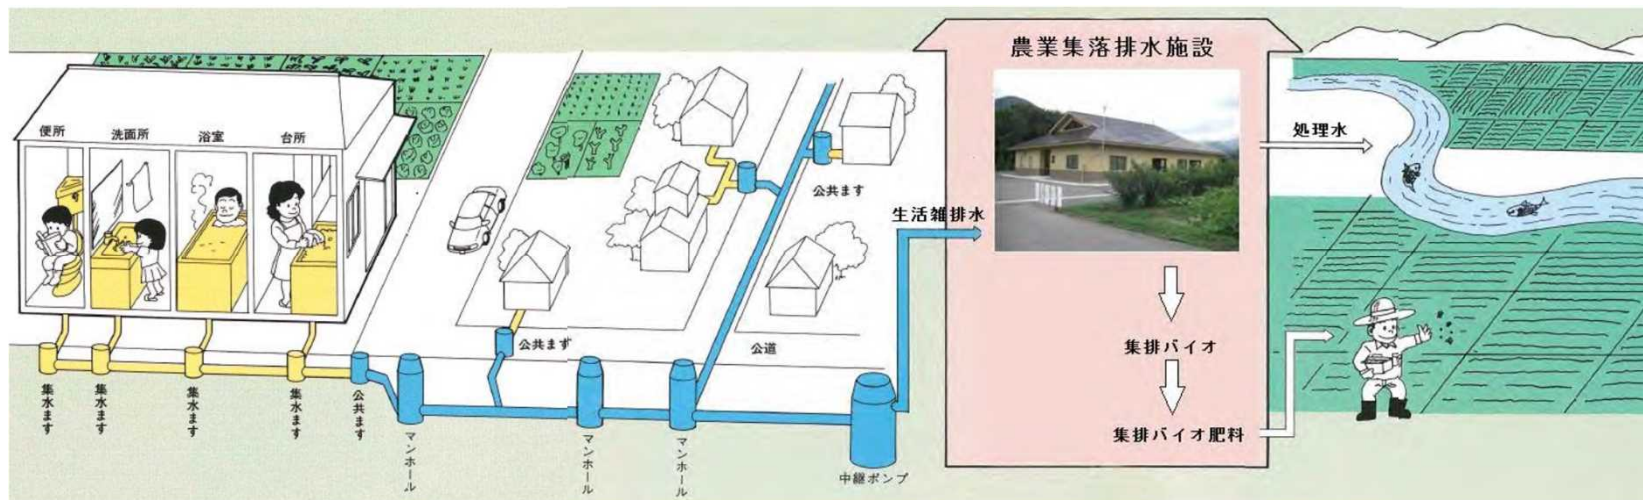 便所
洗面所
浴室
台所
集水ます
集水ます
集水ます
集水ます
公共ます
マンホール
公共ます
マンホール
マンホール
公道
公共ます
中継ポンプ
生活雑排水
農業集落排水施設
集排バイオ
集排バイオ肥料
処理水